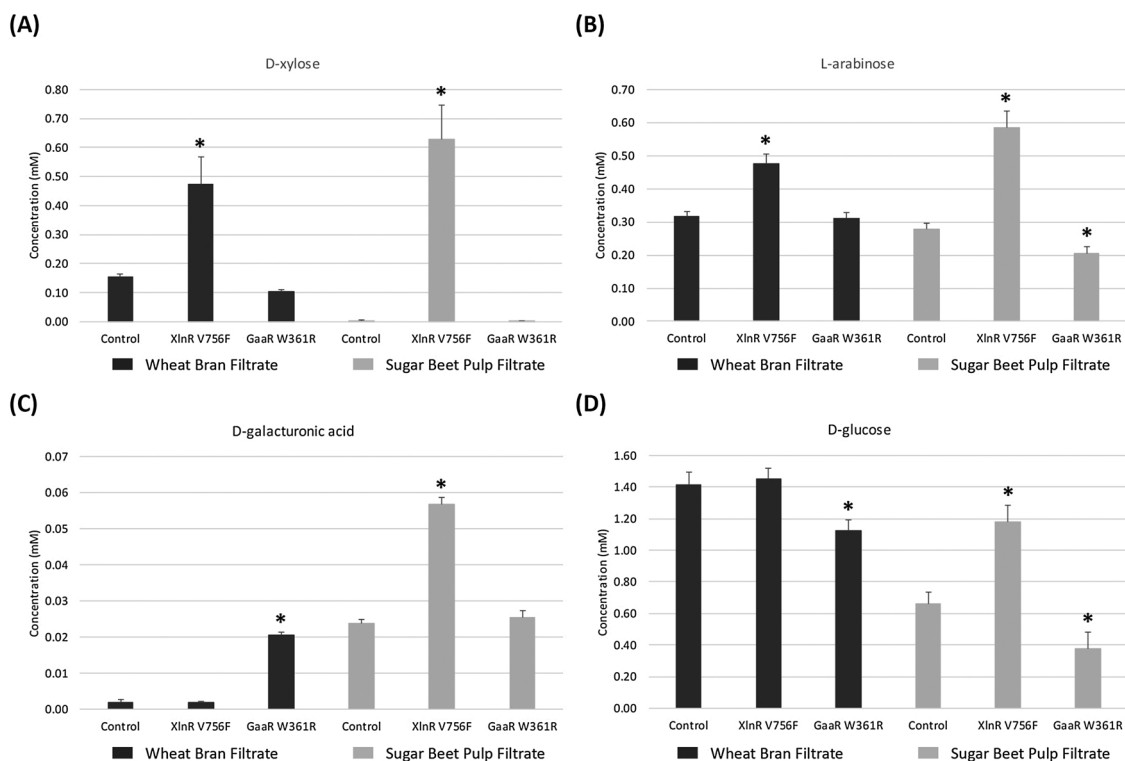 (A)
D-xylose
Concentration (mM)
0.80
0.70
0.60
0.50
0.40
0.30
0.20
0.10
0.00
* *
Control XlnR V756F GaaR W361R Control XlnR V756F GaaR W361R
Wheat Bran Filtrate Sugar Beet Pulp Filtrate
(B)
L-arabinose
Concentration (mM)
0.70
0.60
0.50
0.40
0.30
0.20
0.10
0.00
* * *
Control XlnR V756F GaaR W361R Control XlnR V756F GaaR W361R
Wheat Bran Filtrate Sugar Beet Pulp Filtrate
(C)
D-galacturonic acid
Concentration (mM)
0.07
0.06
0.05
0.04
0.03
0.02
0.01
0.00
* *
Control XlnR V756F GaaR W361R Control XlnR V756F GaaR W361R
Wheat Bran Filtrate Sugar Beet Pulp Filtrate
(D)
D-glucose
Concentration (mM)
1.60
1.40
1.20
1.00
0.80
0.60
0.40
0.20
0.00
* * *
Control XlnR V756F GaaR W361R Control XlnR V756F GaaR W361R
Wheat Bran Filtrate Sugar Beet Pulp Filtrate